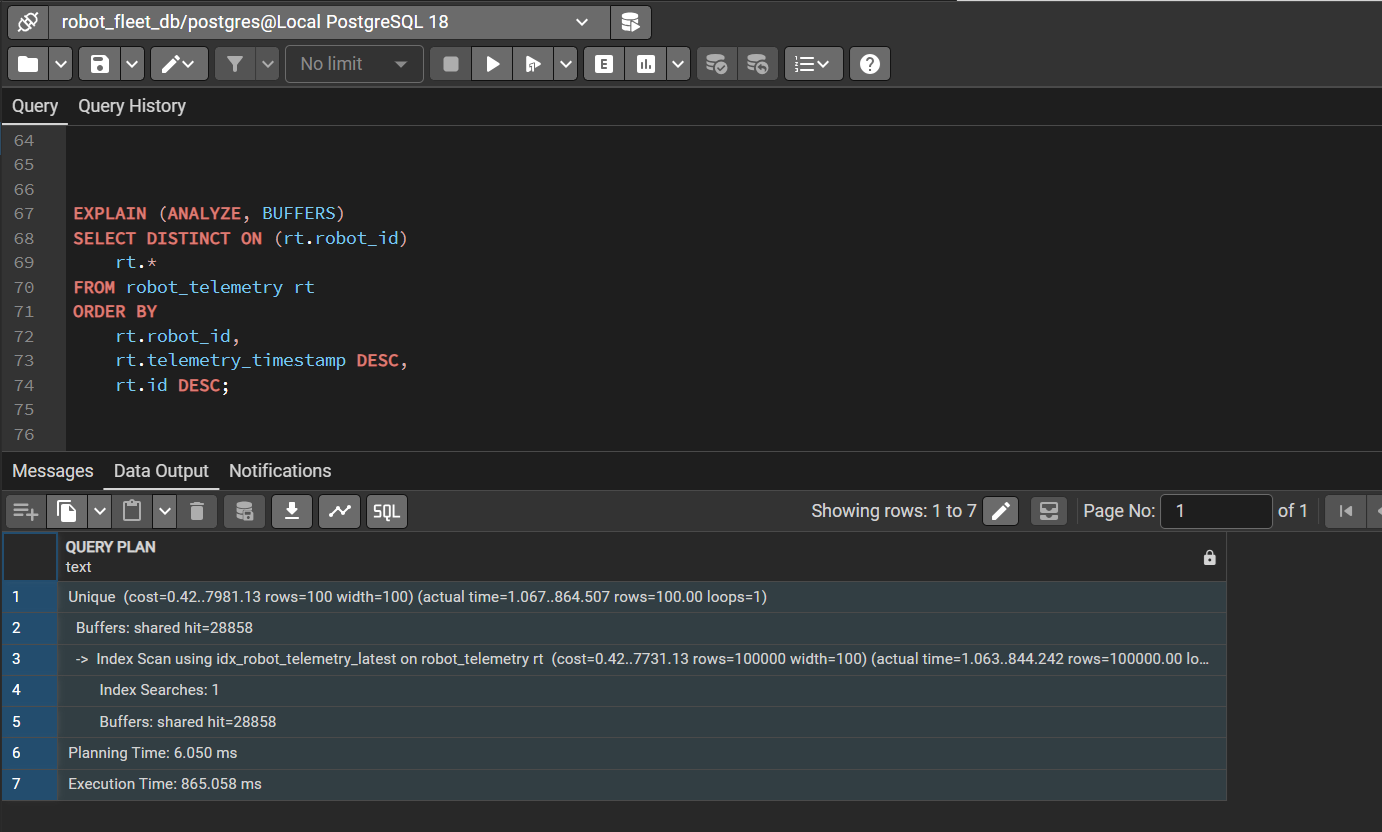 robot_fleet_db/postgres@Local PostgreSQL 18
No limit
E
?
Query Query History
64
65
66
67 EXPLAIN (ANALYZE, BUFFERS)
68 SELECT DISTINCT ON (rt.robot_id)
69 rt.*
70 FROM robot_telemetry rt
71 ORDER BY
72 rt.robot_id,
73 rt.telemetry_timestamp DESC,
74 rt.id DESC;
75
76
Messages Data Output Notifications
SQL Showing rows: 1 to 7 Page No: 1 of 1
QUERY PLAN
text
1 Unique (cost=0.42..7981.13 rows=100 width=100) (actual time=1.067..864.507 rows=100.00 loops=1)
2 Buffers: shared hit=28858
3 -> Index Scan using idx_robot_telemetry_latest on robot_telemetry rt (cost=0.42..7731.13 rows=100000 width=100) (actual time=1.063..844.242 rows=100000.00 lo...
4 Index Searches: 1
5 Buffers: shared hit=28858
6 Planning Time: 6.050 ms
7 Execution Time: 865.058 ms